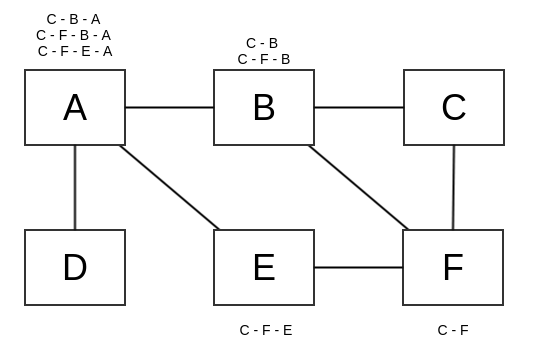 C - B - A
C - F - B - A
C - F - E - A
C - B
C - F - B
A
B
C
D
E
F
C - F - E
C - F